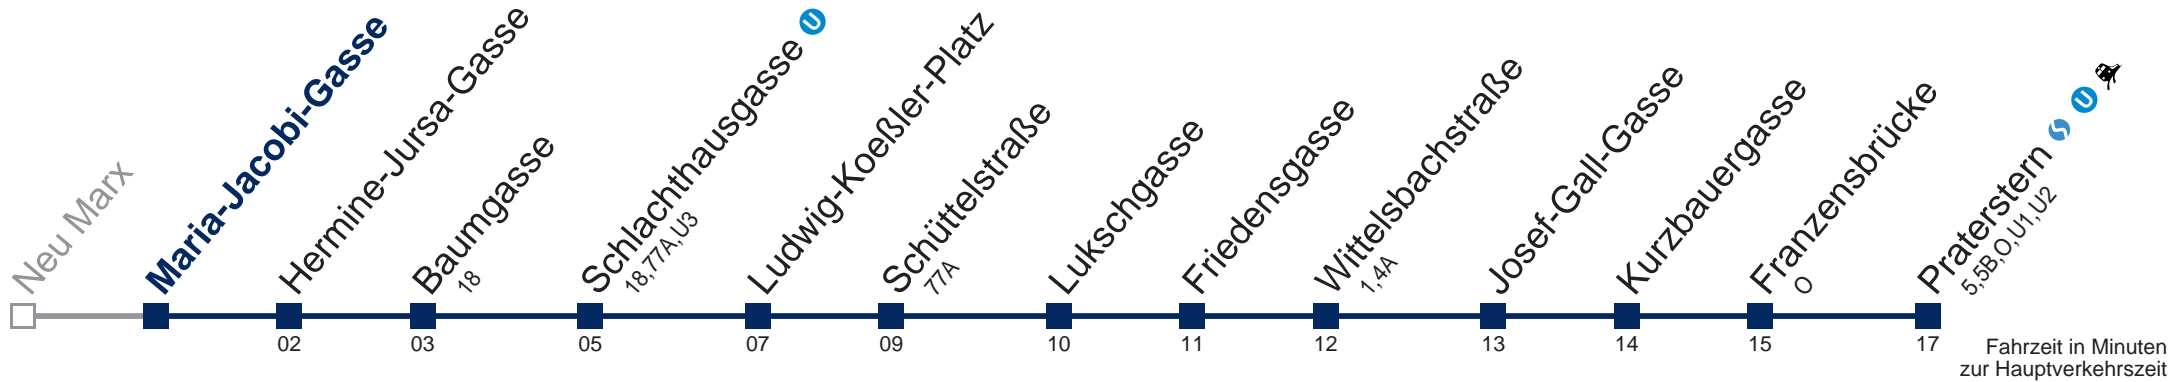 Neu Marx
Maria-Jacobi-Gasse
Hermine-Jursa-Gasse
02
Baumgasse
18
03
Schlachthausgasse U
18,77A,U3
05
Ludwig-Koeßler-Platz
07
Schüttelstraße
77A
09
Lukschgasse
10
Friedensgasse
11
Wittelsbachstraße
1,4A
12
Josef-Gall-Gasse
13
Kurzbauergasse
14
Franzensbrücke
O
15
Praterstern S U
5,5B,O,U1,U2
17
Fahrzeit in Minuten
zur Hauptverkehrszeit